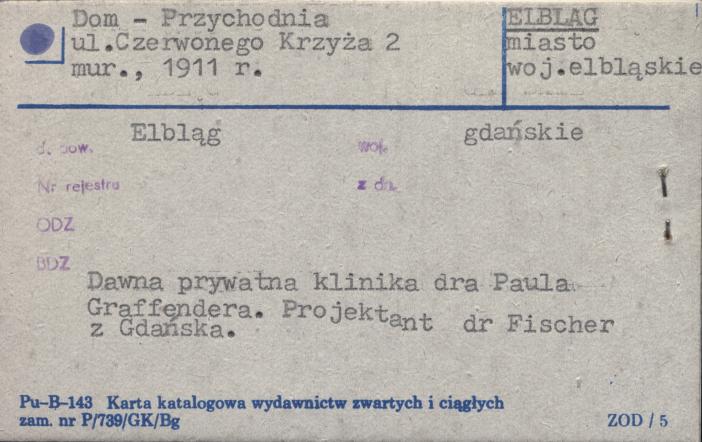 Dom - Przychodnia
ul.Czerwonego Krzyża 2
mur., 1911 r.
ELBLĄG
miasto
woj.elbląskie
5/
d. pow. Elbląg
woj. gdańskie
Nr rejestru
z dn.
ODZ
BDZ
Dawna prywatna klinika dra Paula
Graffendera. Projektant dr Fischer
z Gdańska.
Pu-B-143 Karta katalogowa wydawnictw zwartych i ciągłych
zam. nr P/739/GK/Bg
ZOD / 5